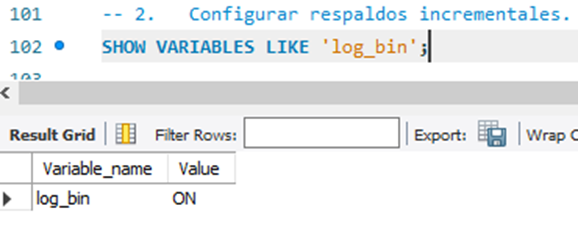 101 -- 2. Configurar respaldos incrementales.
102 SHOW VARIABLES LIKE 'log_bin';
103
Result Grid Filter Rows: Export: Wrap C
Variable_name Value
log_bin ON